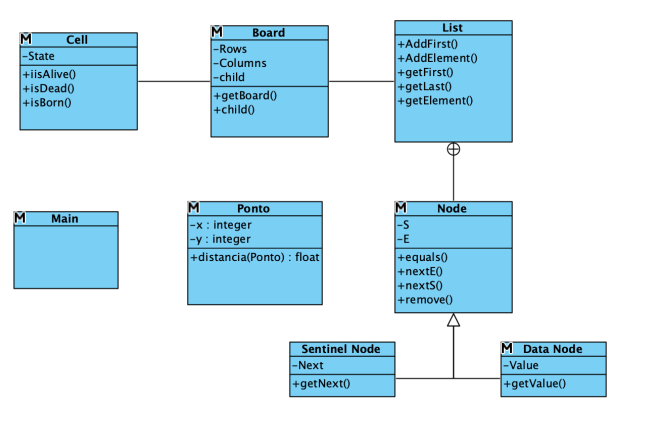 M Cell
-State
+iisAlive()
+isDead()
+isBorn()
M Board
-Rows
-Columns
-child
+getBoard()
+child()
List
+AddFirst()
+AddElement()
+getFirst()
+getLast()
+getElement()
M Main
M Ponto
-x : integer
-y : integer
+distancia(Ponto) : float
M Node
-S
-E
+equals()
+nextE()
+nextS()
+remove()
Sentinel Node
-Next
+getNext()
M Data Node
-Value
+getValue()